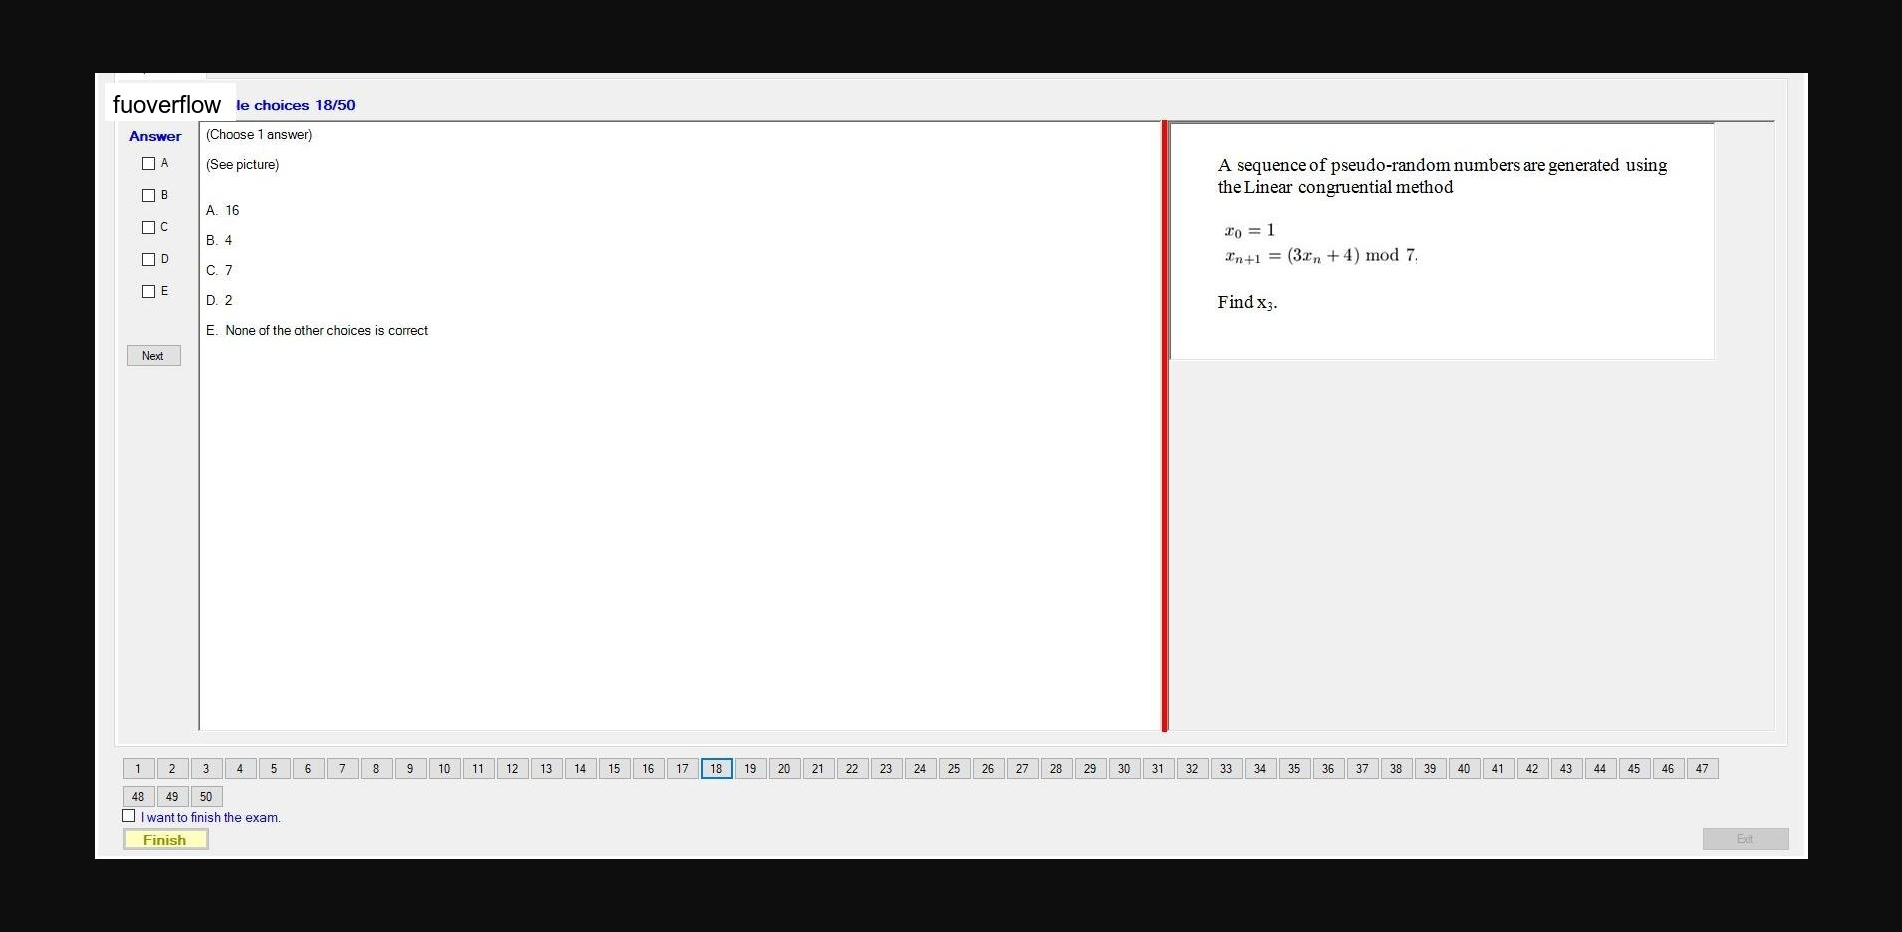 fuoverflow le choices 18/50
Answer
A
B
C
D
E
Next
(Choose 1 answer)
(See picture)
A. 16
B. 4
C. 7
D. 2
E. None of the other choices is correct
A sequence of pseudo-random numbers are generated using
the Linear congruential method
x₀ = 1
xₙ₊₁ = (3xₙ + 4) mod 7.
Find x₃.
1 2 3 4 5 6 7 8 9 10 11 12 13 14 15 16 17 18 19 20 21 22 23 24 25 26 27 28 29 30 31 32 33 34 35 36 37 38 39 40 41 42 43 44 45 46 47
48 49 50
I want to finish the exam.
Finish
Exit